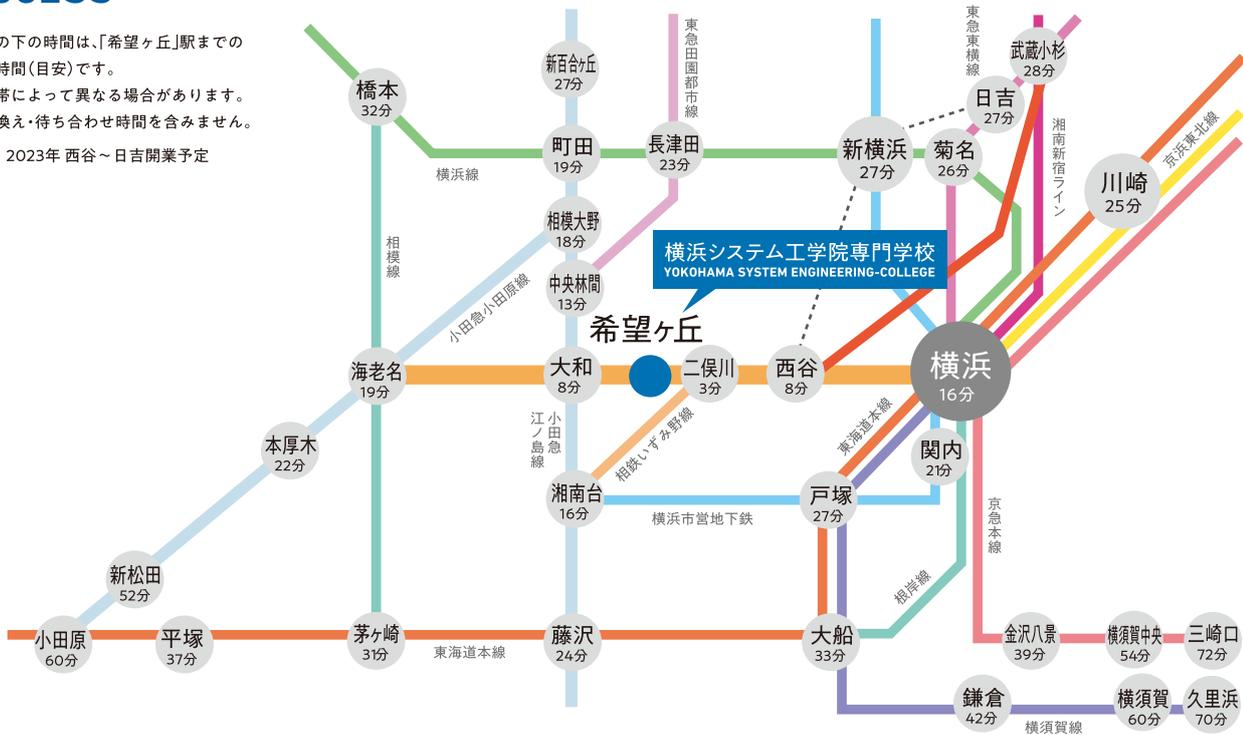 の下の時間は、「希望ヶ丘」駅までの
時間(目安)です。
帯によって異なる場合があります。
換え・待ち合わせ時間を含みません。
2023年 西谷〜日吉開業予定
橋本
32分
新百合ヶ丘
27分
東急田園都市線
東急東横線
武蔵小杉
28分
日吉
27分
町田
19分
長津田
23分
新横浜
27分
菊名
26分
湘南新宿ライン
京浜東北線
川崎
25分
横浜線
相模線
相模大野
18分
小田急小田原線
中央林間
13分
横浜システム工学院専門学校
YOKOHAMA SYSTEM ENGINEERING-COLLEGE
希望ヶ丘
海老名
19分
大和
8分
二俣川
3分
西谷
8分
横浜
16分
小田急
江ノ島線
相鉄いずみ野線
東海道本線
関内
21分
本厚木
22分
湘南台
16分
横浜市営地下鉄
戸塚
27分
京急本線
新松田
52分
根岸線
小田原
60分
平塚
37分
茅ヶ崎
31分
東海道本線
藤沢
24分
大船
33分
金沢八景
39分
横須賀中央
54分
三崎口
72分
鎌倉
42分
横須賀線
横須賀
60分
久里浜
70分